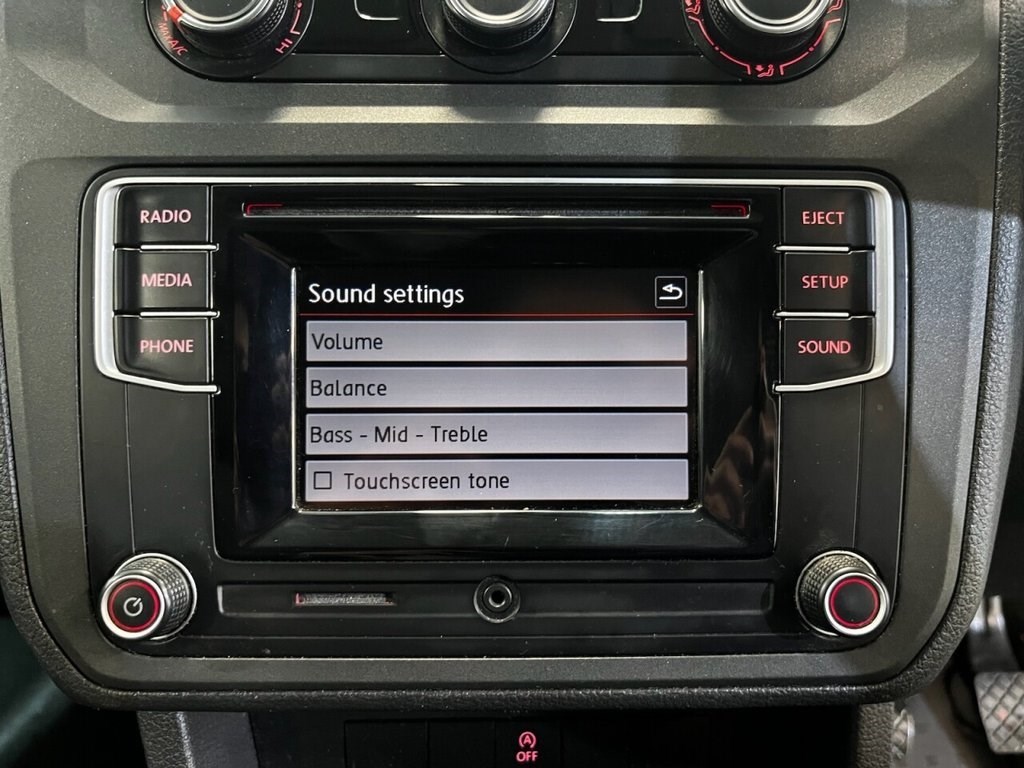 A/C
HI
RADIO
EJECT
MEDIA
SETUP
PHONE
SOUND
Sound settings
Volume
Balance
Bass - Mid - Treble
Touchscreen tone
A
OFF